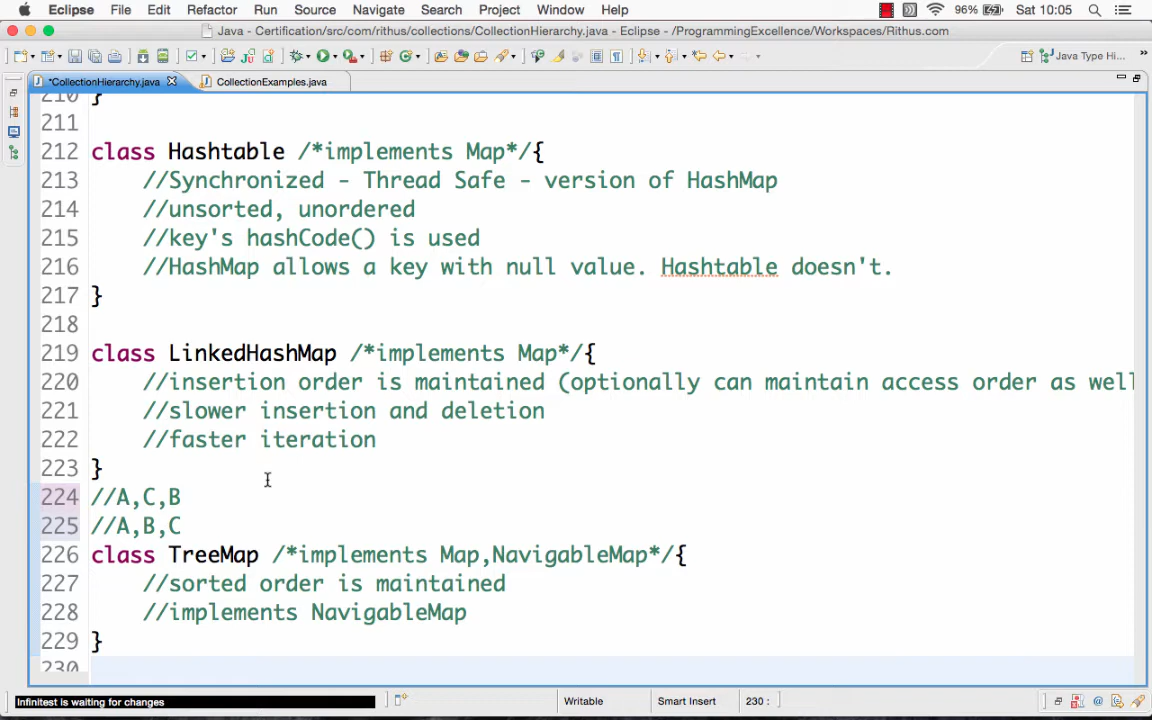 Eclipse File Edit Refactor Run Source Navigate Search Project Window Help 96% Sat 10:05
Java - Certification/src/com/rithus/collections/CollectionHierarchy.java - Eclipse - /ProgrammingExcellence/Workspaces/Rithus.com
Java Type Hi...
*CollectionHierarchy.java CollectionExamples.java
210 }
211
212 class Hashtable /*implements Map*/{
213 //Synchronized - Thread Safe - version of HashMap
214 //unsorted, unordered
215 //key's hashCode() is used
216 //HashMap allows a key with null value. Hashtable doesn't.
217 }
218
219 class LinkedHashMap /*implements Map*/{
220 //insertion order is maintained (optionally can maintain access order as well
221 //slower insertion and deletion
222 //faster iteration
223 }
224 //A,C,B
225 //A,B,C
226 class TreeMap /*implements Map,NavigableMap*/{
227 //sorted order is maintained
228 //implements NavigableMap
229 }
230
Infinitest is waiting for changes Writable Smart Insert 230 :